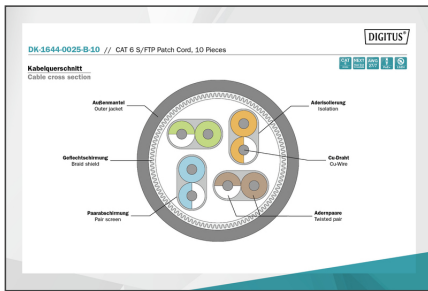 DIGITUS®
DK-1644-0025-B-10 // CAT 6 S/FTP Patch Cord, 10 Pieces
Kabelquerschnitt
Cable cross section
Außenmantel
Outer jacket
Aderisolierung
Isolation
Geflechtschirmung
Braid shield
Cu-Draht
Cu-Wire
Paarabschirmung
Pair screen
Adernpaare
Twisted pair